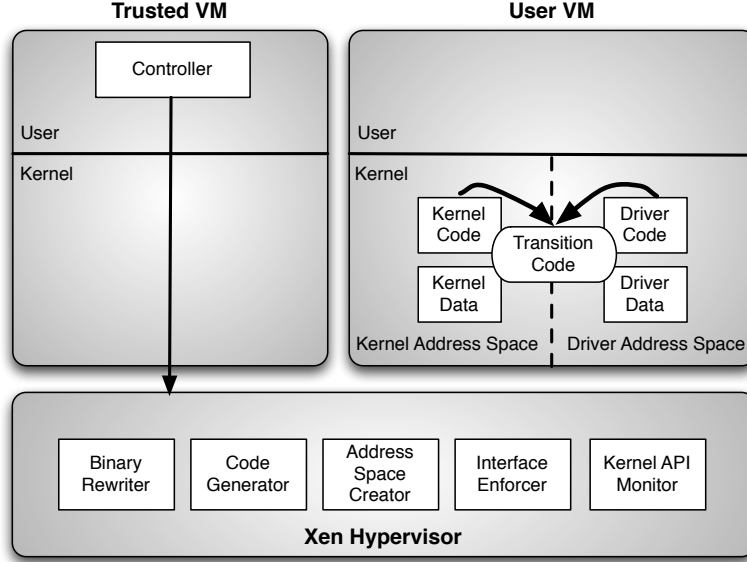 Trusted VM
User VM
Controller
User
User
Kernel
Kernel
Kernel
Code
Driver
Code
Transition
Code
Kernel
Data
Driver
Data
Kernel Address Space
Driver Address Space
Binary
Rewriter
Code
Generator
Address
Space
Creator
Interface
Enforcer
Kernel API
Monitor
Xen Hypervisor